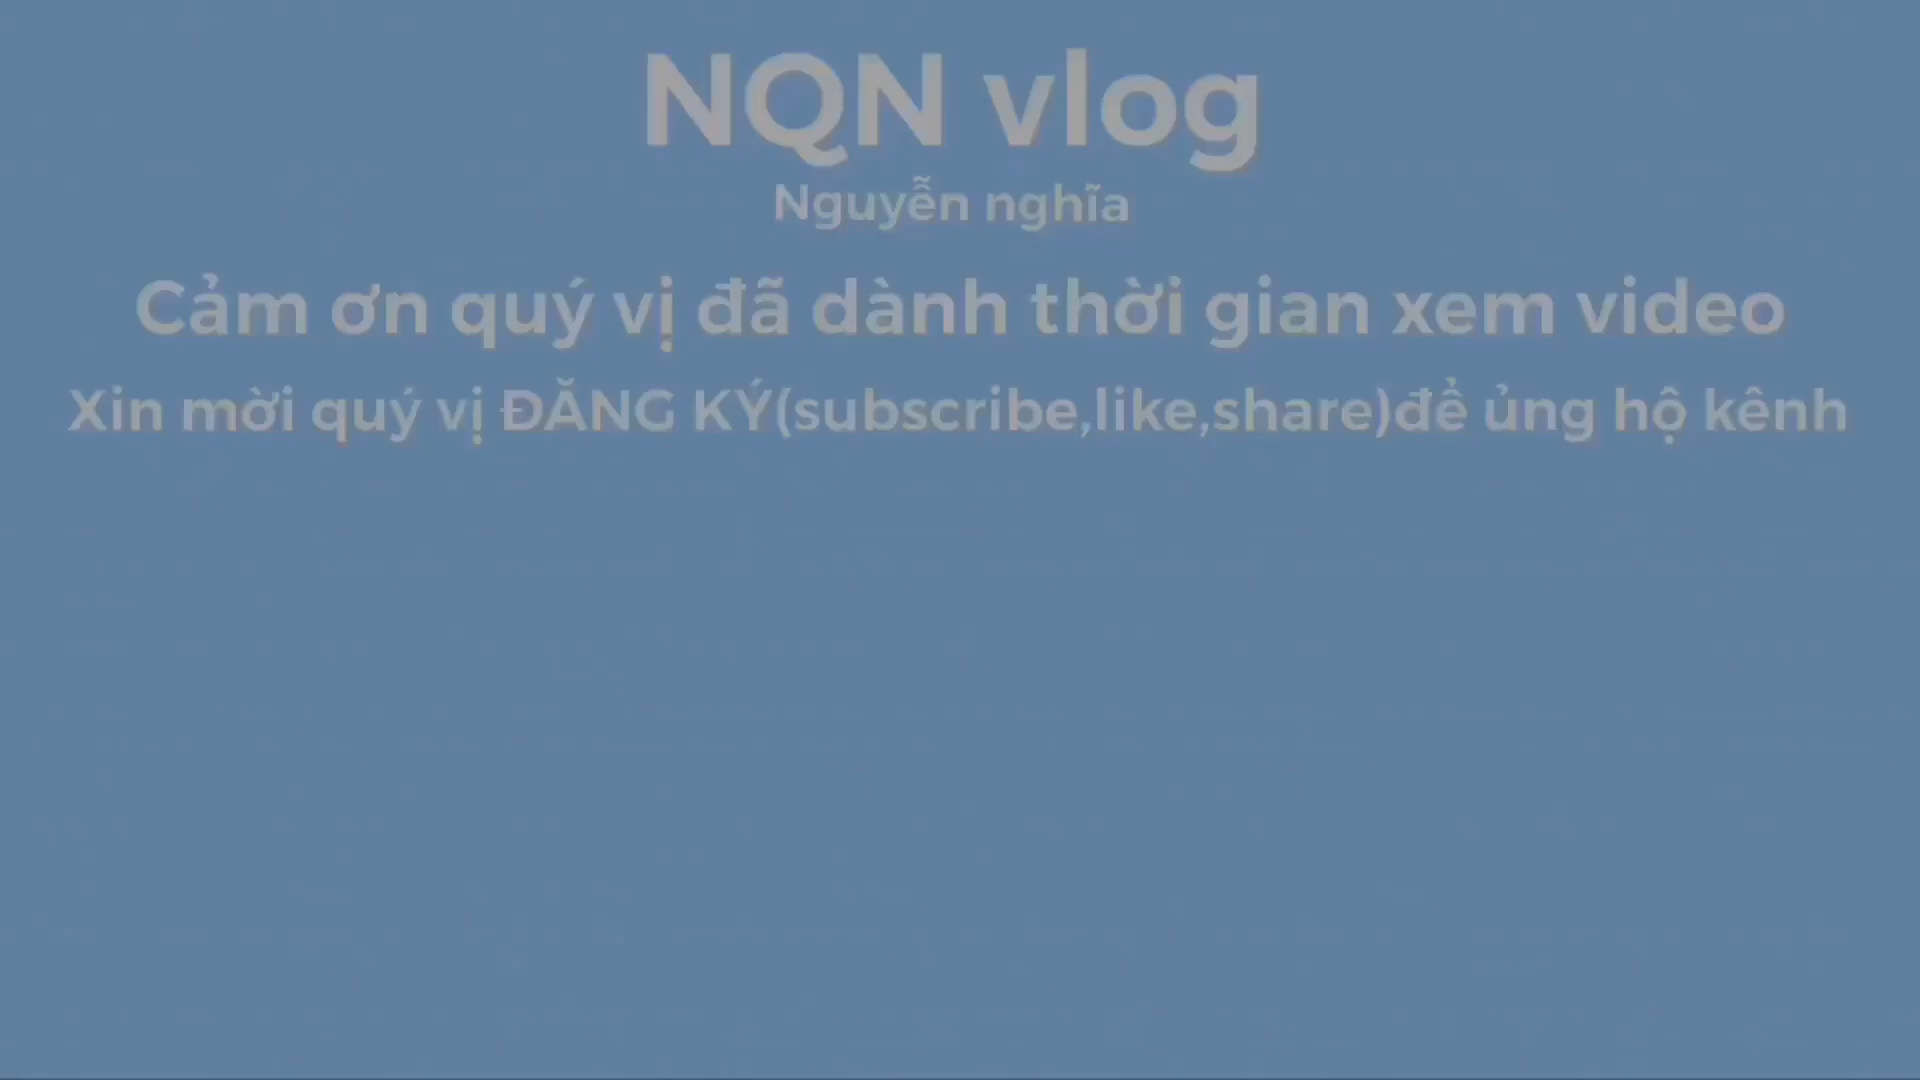 NQN vlog
Nguyễn nghĩa
Cảm ơn quý vị đã dành thời gian xem video
Xin mời quý vị ĐĂNG KÝ(subscribe,like,share)để ủng hộ kênh